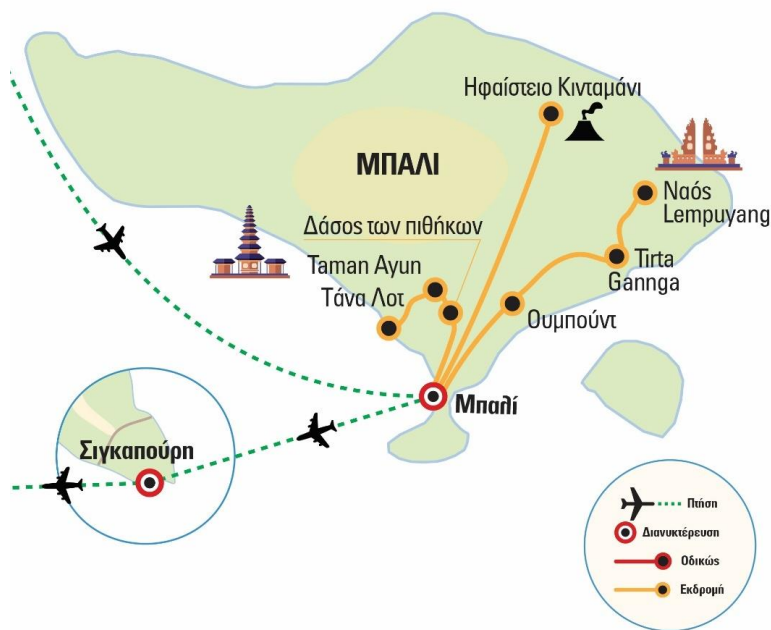 Ηφαίστειο Κινταμάνι
ΜΠΑΛΙ
Ναός
Lempuyang
Δάσος των πιθήκων
Taman Ayun
Τάνα Λοτ
Tirta
Gannga
Ουμπούντ
Μπαλί
Σιγκαπούρη
Πτήση
Διανυκτέρευση
Οδικώς
Εκδρομή